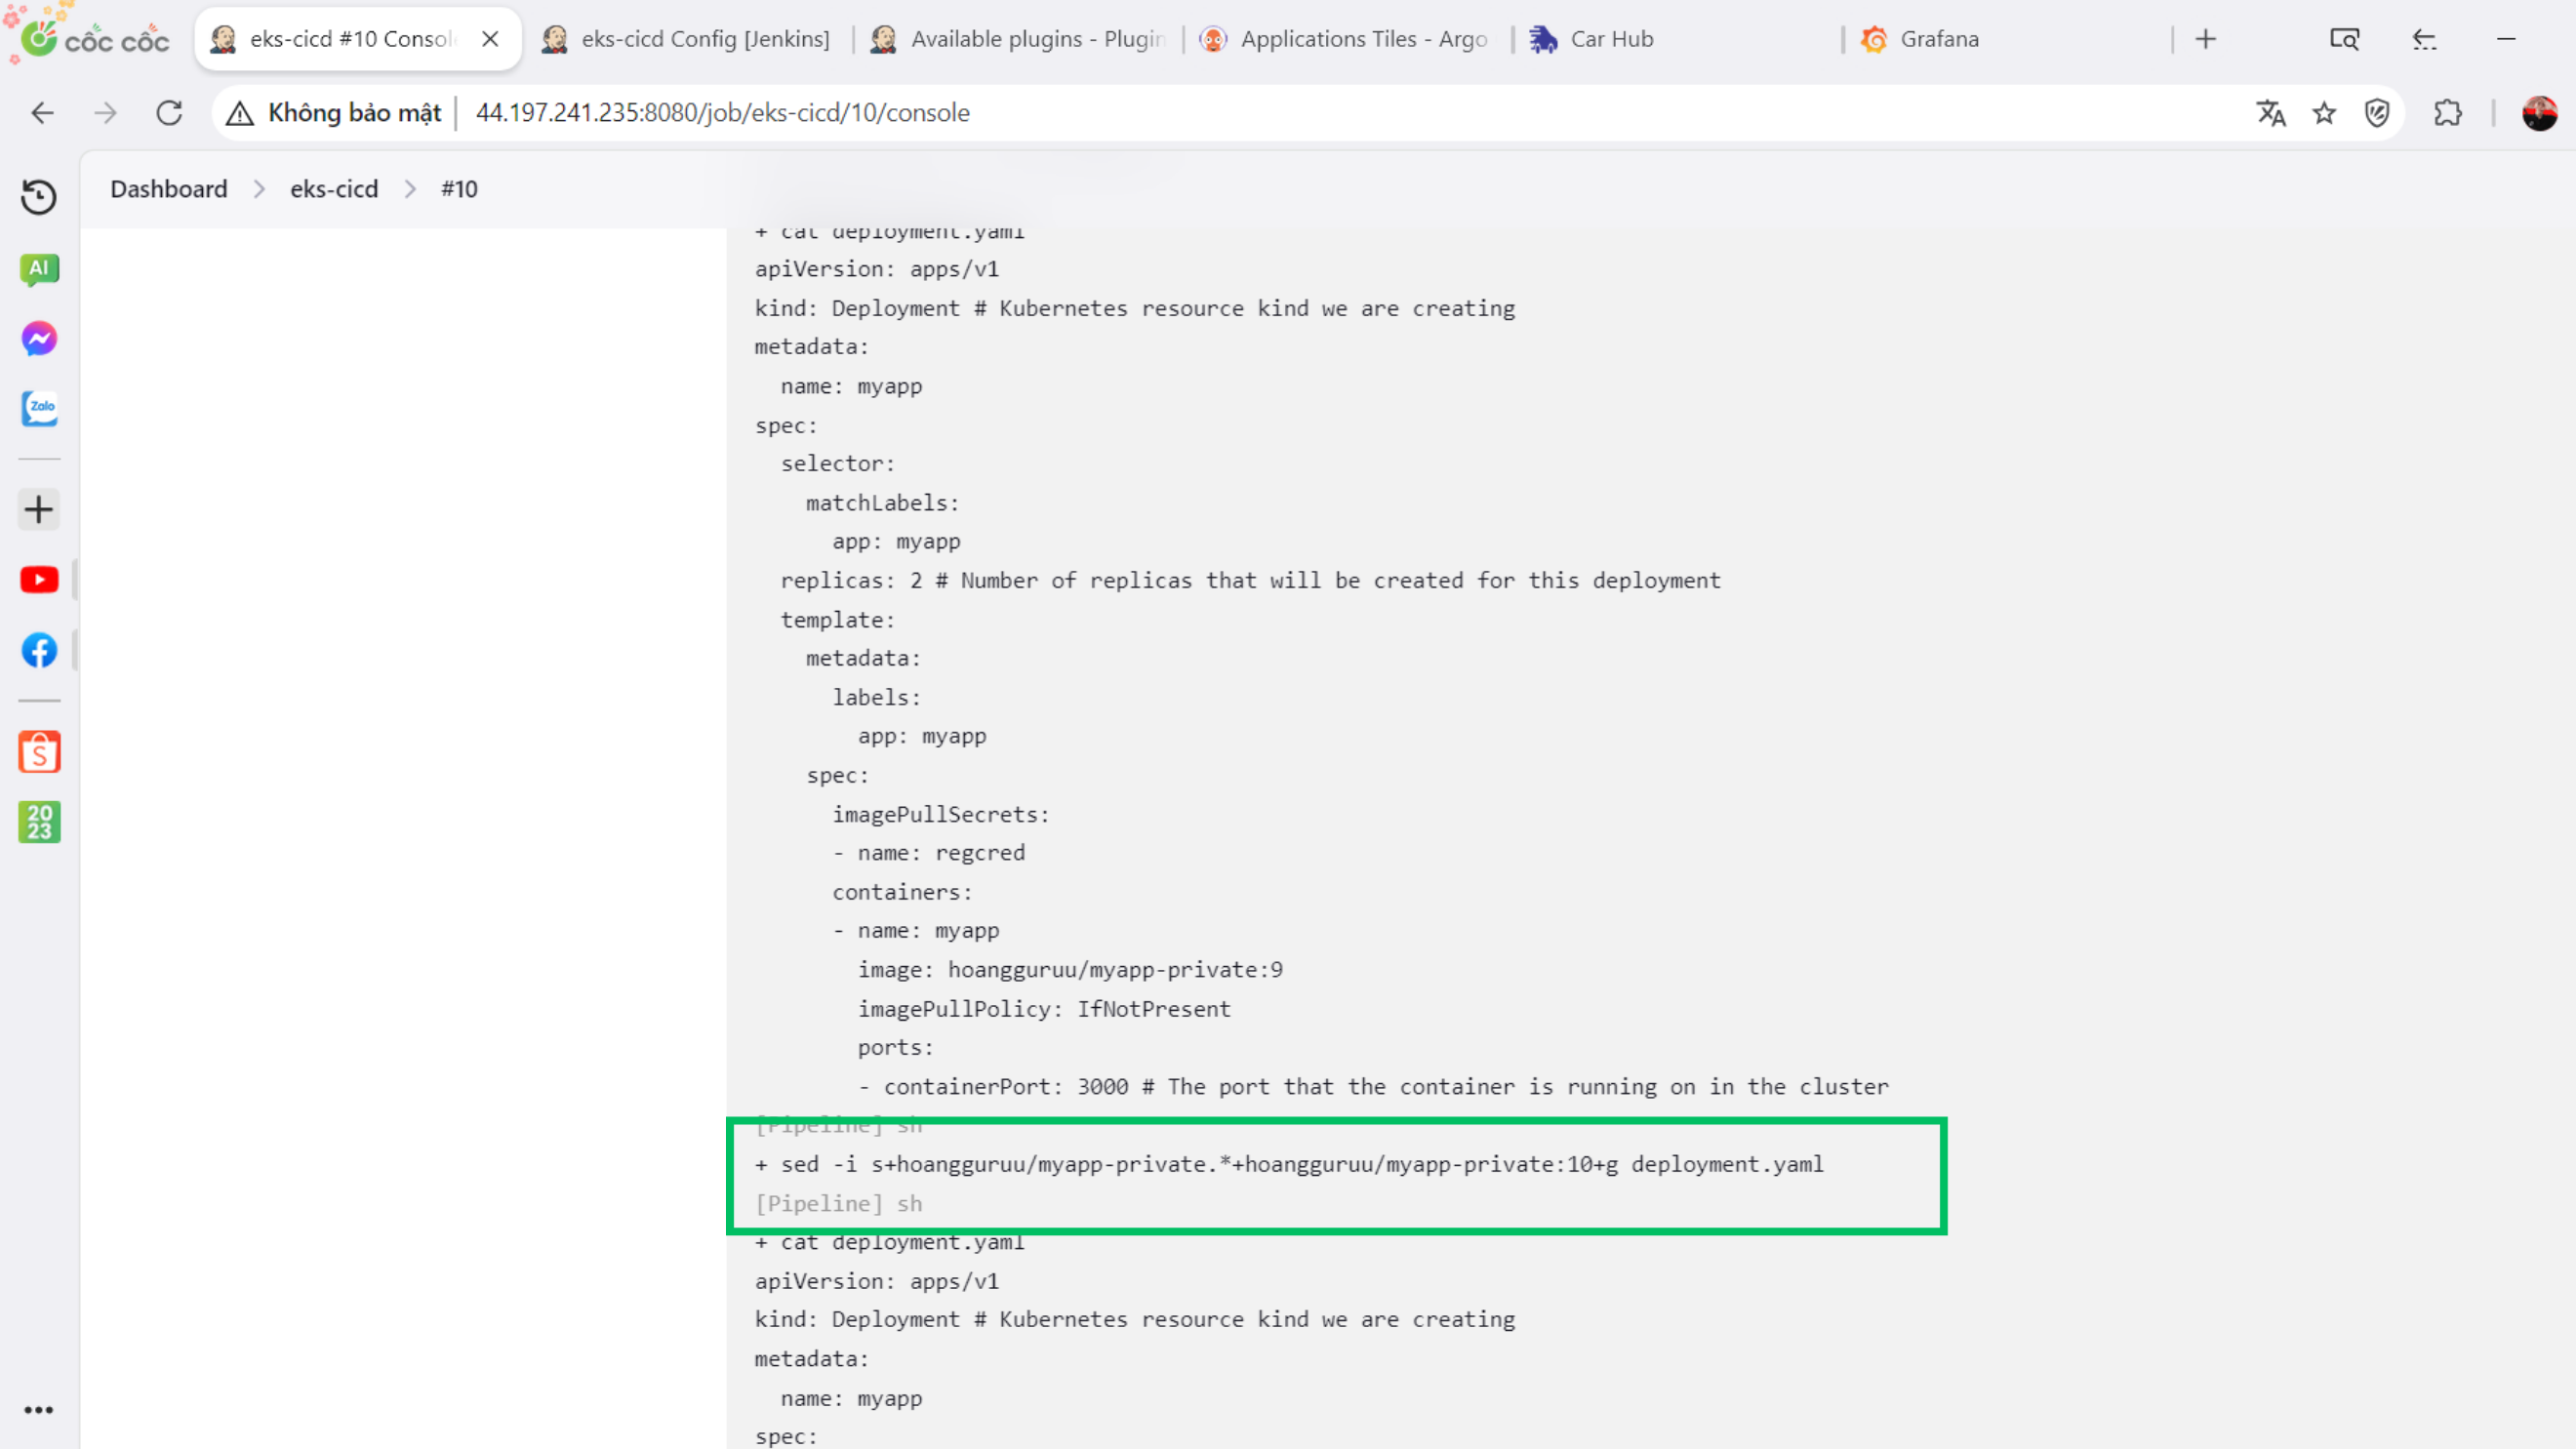 cốc cốc
eks-cicd #10 Consol
eks-cicd Config [Jenkins]
Available plugins - Plugin
Applications Tiles - Argo
Car Hub
Grafana
Không bảo mật
44.197.241.235:8080/job/eks-cicd/10/console
Dashboard > eks-cicd > #10
AI
Zalo
S
20
23
+ cat deployment.yaml
apiVersion: apps/v1
kind: Deployment # Kubernetes resource kind we are creating
metadata:
  name: myapp
spec:
  selector:
    matchLabels:
      app: myapp
  replicas: 2 # Number of replicas that will be created for this deployment
  template:
    metadata:
      labels:
        app: myapp
    spec:
      imagePullSecrets:
      - name: regcred
      containers:
      - name: myapp
        image: hoangguruu/myapp-private:9
        imagePullPolicy: IfNotPresent
        ports:
        - containerPort: 3000 # The port that the container is running on in the cluster
[Pipeline] sh
+ sed -i s+hoangguruu/myapp-private.*+hoangguruu/myapp-private:10+g deployment.yaml
[Pipeline] sh
+ cat deployment.yaml
apiVersion: apps/v1
kind: Deployment # Kubernetes resource kind we are creating
metadata:
  name: myapp
spec: